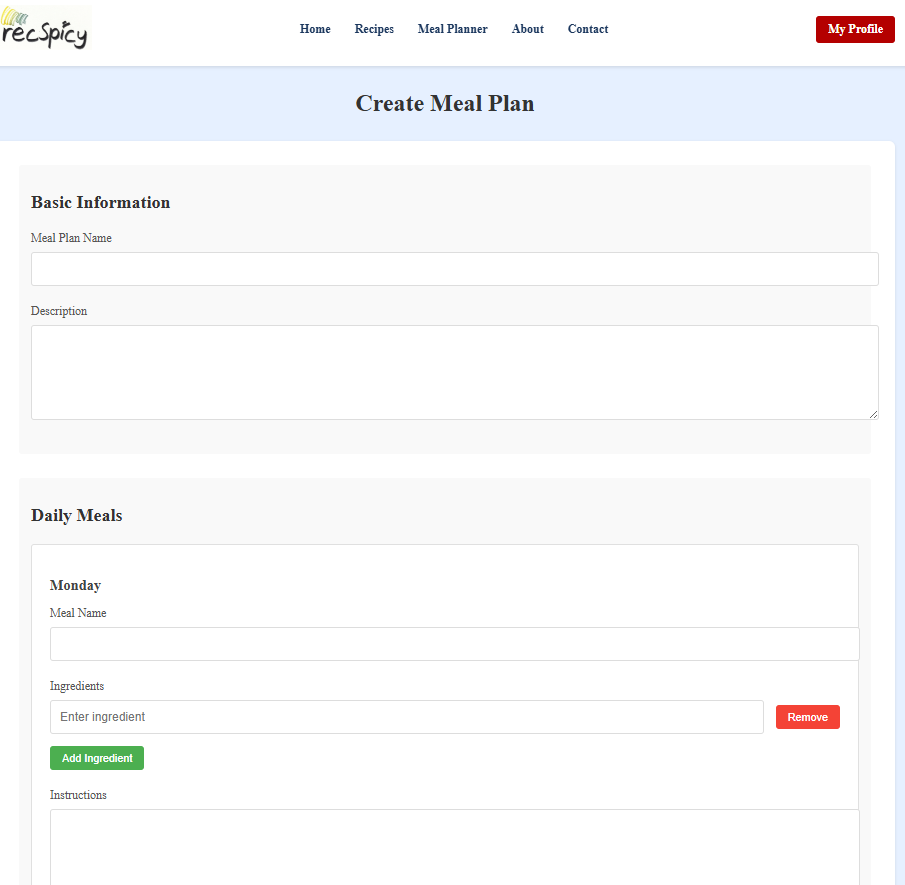 recSpicy
Home Recipes Meal Planner About Contact My Profile
Create Meal Plan
Basic Information
Meal Plan Name
Description
Daily Meals
Monday
Meal Name
Ingredients
Enter ingredient Remove
Add Ingredient
Instructions